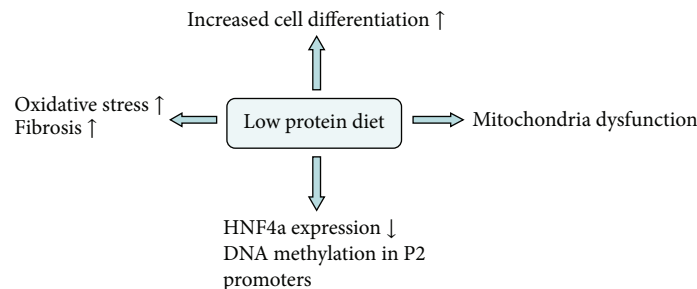 Increased cell differentiation ↑
Oxidative stress ↑
Fibrosis ↑
Low protein diet
Mitochondria dysfunction
HNF4a expression ↓
DNA methylation in P2
promoters